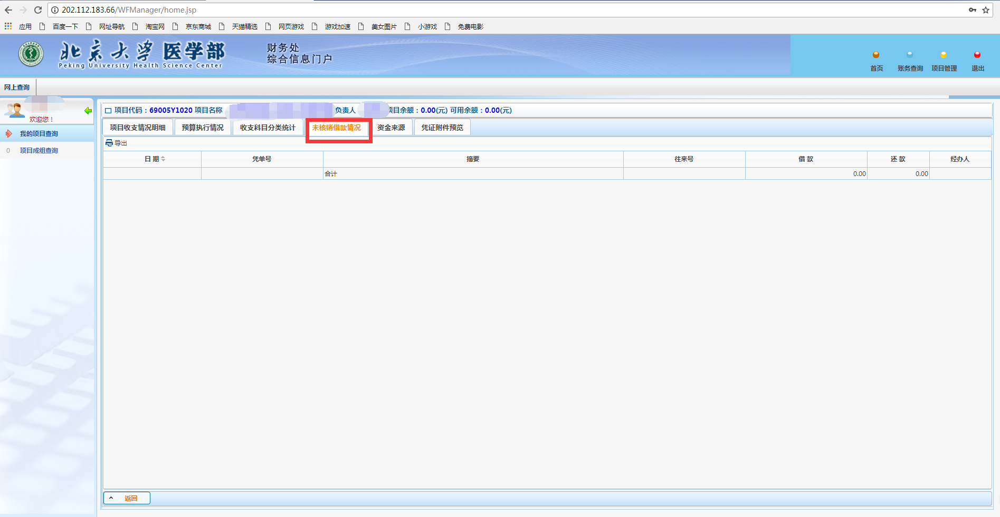 202.112.183.66/WFManager/home.jsp
应用 百度一下 网址导航 淘宝网 京东商城 天猫精选 网页游戏 游戏加速 美女图片 小游戏 免费电影
北京大学医学部
Peking University Health Science Center
财务处
综合信息门户
首页 账务查询 项目管理 退出
网上查询
欢迎您！
我的项目查询
0 项目成组查询
项目代码：69005Y1020 项目名称 负责人 项目余额：0.00(元) 可用余额：0.00(元)
项目收支情况明细 预算执行情况 收支科目分类统计 未核销借款情况 资金来源 凭证附件预览
导出
日 期 凭单号 摘要 往来号 借 款 还 款 经办人
合计 0.00 0.00
返回